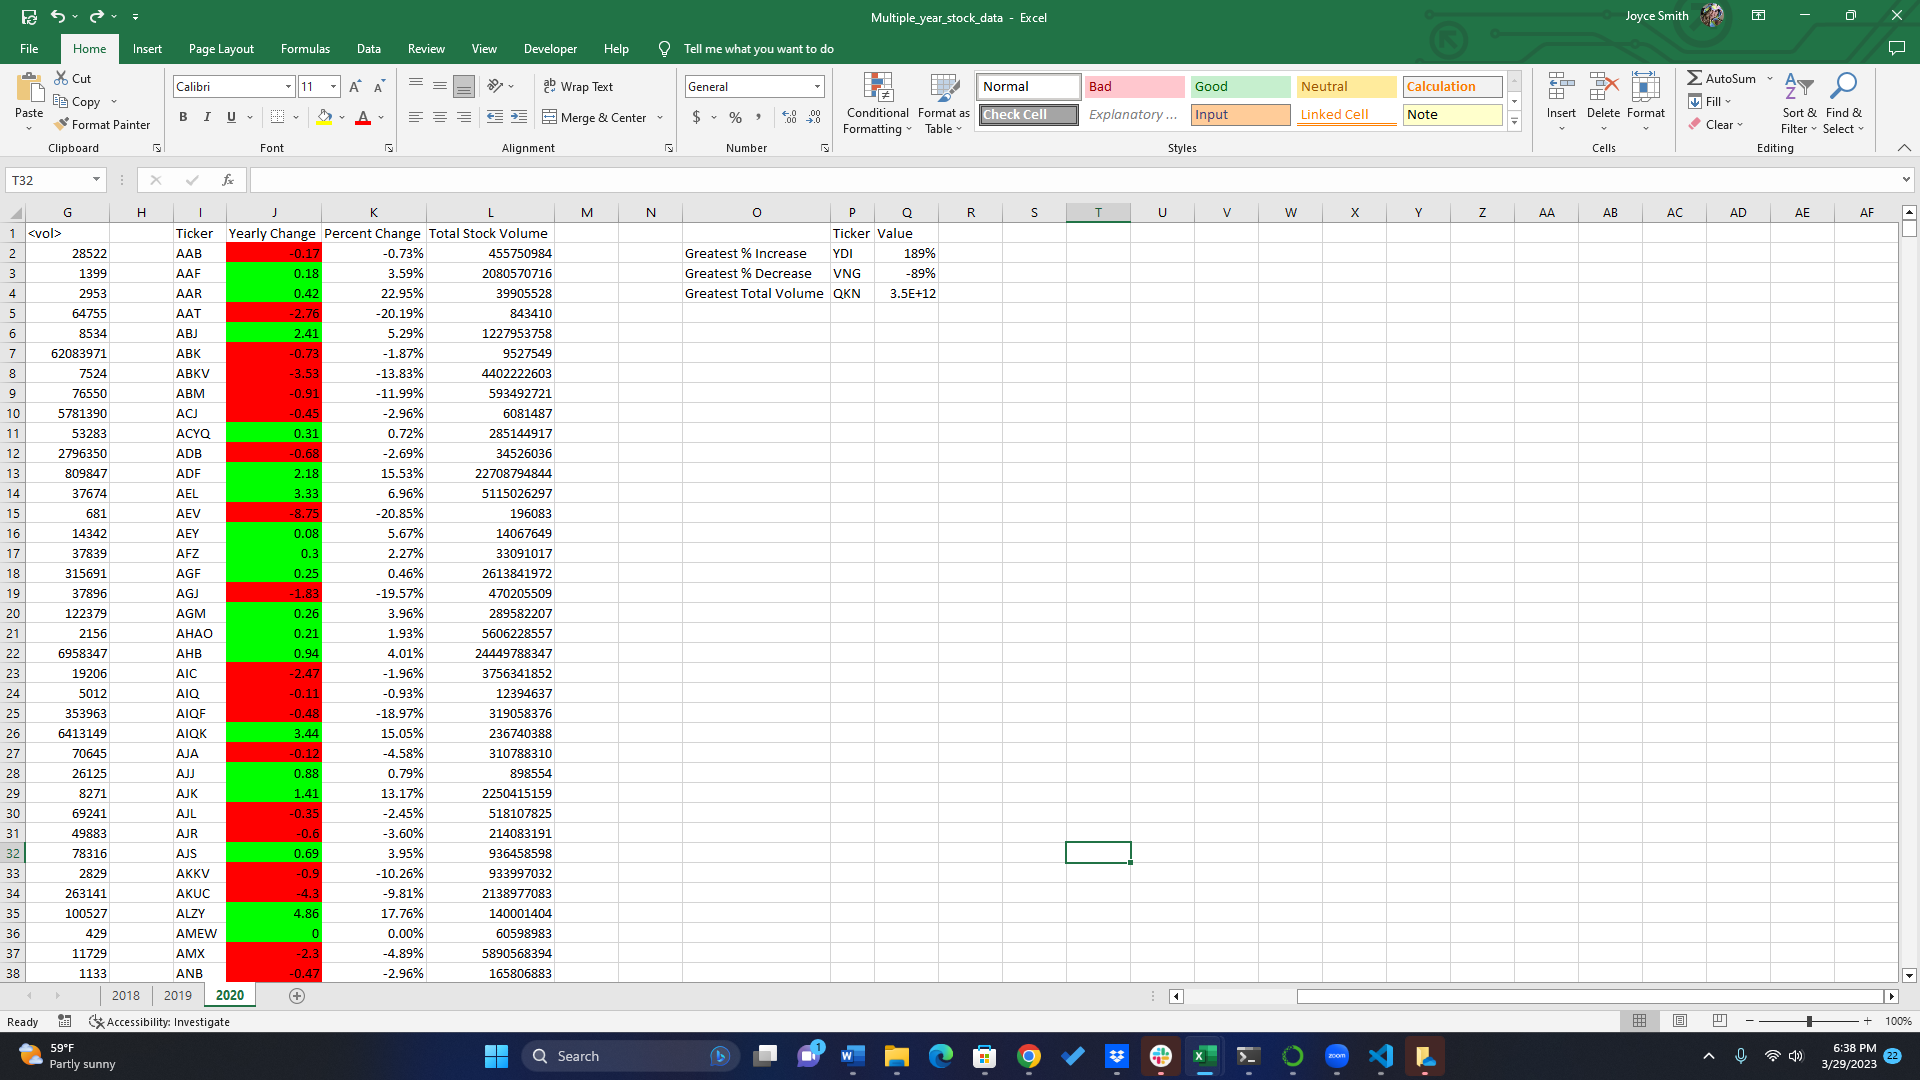 Multiple_year_stock_data - Excel
Joyce Smith
File Home Insert Page Layout Formulas Data Review View Developer Help Tell me what you want to do
Cut
Copy
Format Painter
Paste
Clipboard
Calibri 11
B I U
Font
Wrap Text
Merge & Center
Alignment
General
$ % ,
Number
Conditional Formatting
Format as Table
Normal Bad Good Neutral Calculation
Check Cell Explanatory ... Input Linked Cell Note
Styles
Insert Delete Format
Cells
AutoSum
Fill
Clear
Sort & Filter
Find & Select
Editing
T32 fx
G H I J K L M N O P Q R S T U V W X Y Z AA AB AC AD AE AF
1 <vol> Ticker Yearly Change Percent Change Total Stock Volume Ticker Value
2 28522 AAB -0.17 -0.73% 455750984 Greatest % Increase YDI 189%
3 1399 AAF 0.18 3.59% 2080570716 Greatest % Decrease VNG -89%
4 2953 AAR 0.42 22.95% 39905528 Greatest Total Volume QKN 3.5E+12
5 64755 AAT -2.76 -20.19% 843410
6 8534 ABJ 2.41 5.29% 1227953758
7 62083971 ABK -0.73 -1.87% 9527549
8 7524 ABKV -3.53 -13.83% 4402222603
9 76550 ABM -0.91 -11.99% 593492721
10 5781390 ACJ -0.45 -2.96% 6081487
11 53283 ACYQ 0.31 0.72% 285144917
12 2796350 ADB -0.68 -2.69% 34526036
13 809847 ADF 2.18 15.53% 22708794844
14 37674 AEL 3.33 6.96% 5115026297
15 681 AEV -8.75 -20.85% 196083
16 14342 AEY 0.08 5.67% 14067649
17 37839 AFZ 0.3 2.27% 33091017
18 315691 AGF 0.25 0.46% 2613841972
19 37896 AGJ -1.83 -19.57% 470205509
20 122379 AGM 0.26 3.96% 289582207
21 2156 AHAO 0.21 1.93% 5606228557
22 6958347 AHB 0.94 4.01% 24449788347
23 19206 AIC -2.47 -1.96% 3756341852
24 5012 AIQ -0.11 -0.93% 12394637
25 353963 AIQF -0.48 -18.97% 319058376
26 6413149 AIQK 3.44 15.05% 236740388
27 70645 AJA -0.12 -4.58% 310788310
28 26125 AJJ 0.88 0.79% 898554
29 8271 AJK 1.41 13.17% 2250415159
30 69241 AJL -0.35 -2.45% 518107825
31 49883 AJR -0.6 -3.60% 214083191
32 78316 AJS 0.69 3.95% 936458598
33 2829 AKKV -0.9 -10.26% 933997032
34 263141 AKUC -4.3 -9.81% 2138977083
35 100527 ALZY 4.86 17.76% 140001404
36 429 AMEW 0 0.00% 60598983
37 11729 AMX -2.3 -4.89% 5890568394
38 1133 ANB -0.47 -2.96% 165806883
2018 2019 2020
Ready Accessibility: Investigate 100%
59°F
Partly sunny
Search
1
zoom
6:38 PM
3/29/2023
22